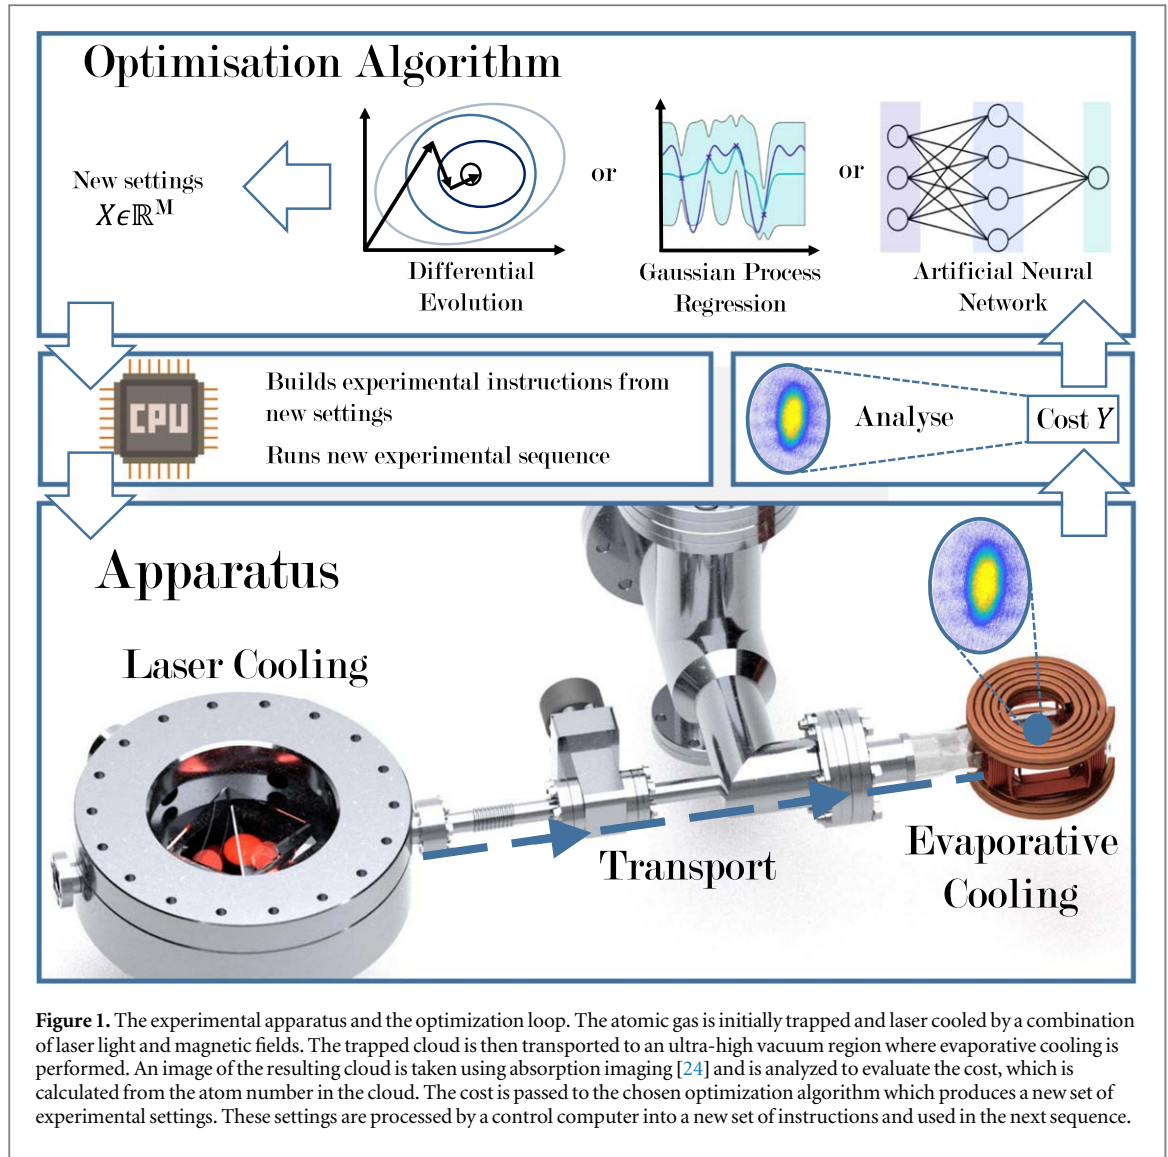 Optimisation Algorithm
New settings
Xϵℝᴹ
or
or
Differential
Evolution
Gaussian Process
Regression
Artificial Neural
Network
CPU
Builds experimental instructions from
new settings
Runs new experimental sequence
Analyse
Cost Y
Apparatus
Laser Cooling
Transport
Evaporative
Cooling
Figure 1. The experimental apparatus and the optimization loop. The atomic gas is initially trapped and laser cooled by a combination
of laser light and magnetic fields. The trapped cloud is then transported to an ultra-high vacuum region where evaporative cooling is
performed. An image of the resulting cloud is taken using absorption imaging [24] and is analyzed to evaluate the cost, which is
calculated from the atom number in the cloud. The cost is passed to the chosen optimization algorithm which produces a new set of
experimental settings. These settings are processed by a control computer into a new set of instructions and used in the next sequence.